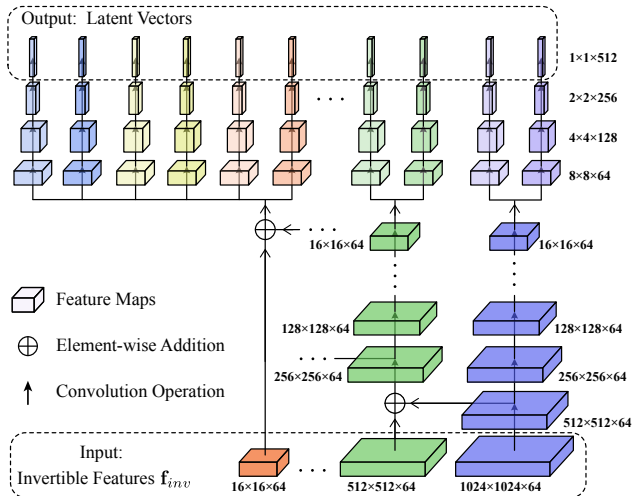 Output: Latent Vectors
1×1×512
2×2×256
4×4×128
8×8×64
16×16×64
16×16×64
Feature Maps
128×128×64
128×128×64
Element-wise Addition
256×256×64
256×256×64
Convolution Operation
512×512×64
Input:
Invertible Features f_inv
16×16×64
512×512×64
1024×1024×64